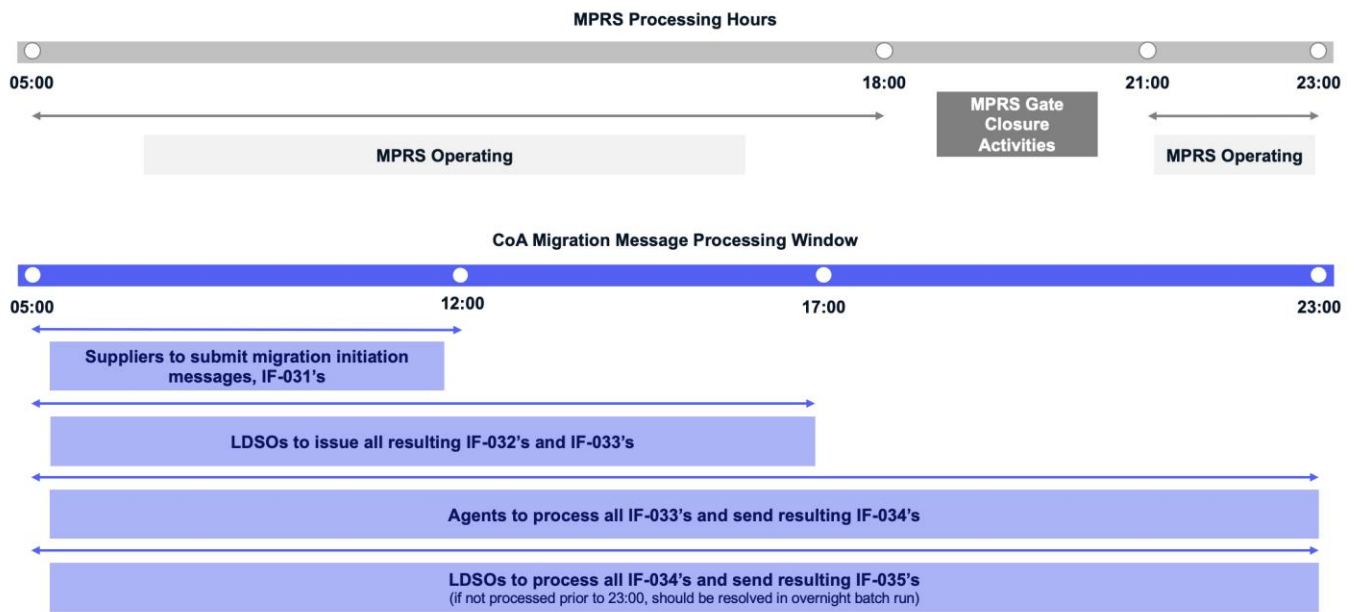 MPRS Processing Hours
05:00
18:00
21:00
23:00
MPRS Operating
MPRS Gate
Closure
Activities
MPRS Operating
CoA Migration Message Processing Window
05:00
12:00
17:00
23:00
Suppliers to submit migration initiation
messages, IF-031's
LDSOs to issue all resulting IF-032's and IF-033's
Agents to process all IF-033's and send resulting IF-034's
LDSOs to process all IF-034's and send resulting IF-035's
(if not processed prior to 23:00, should be resolved in overnight batch run)